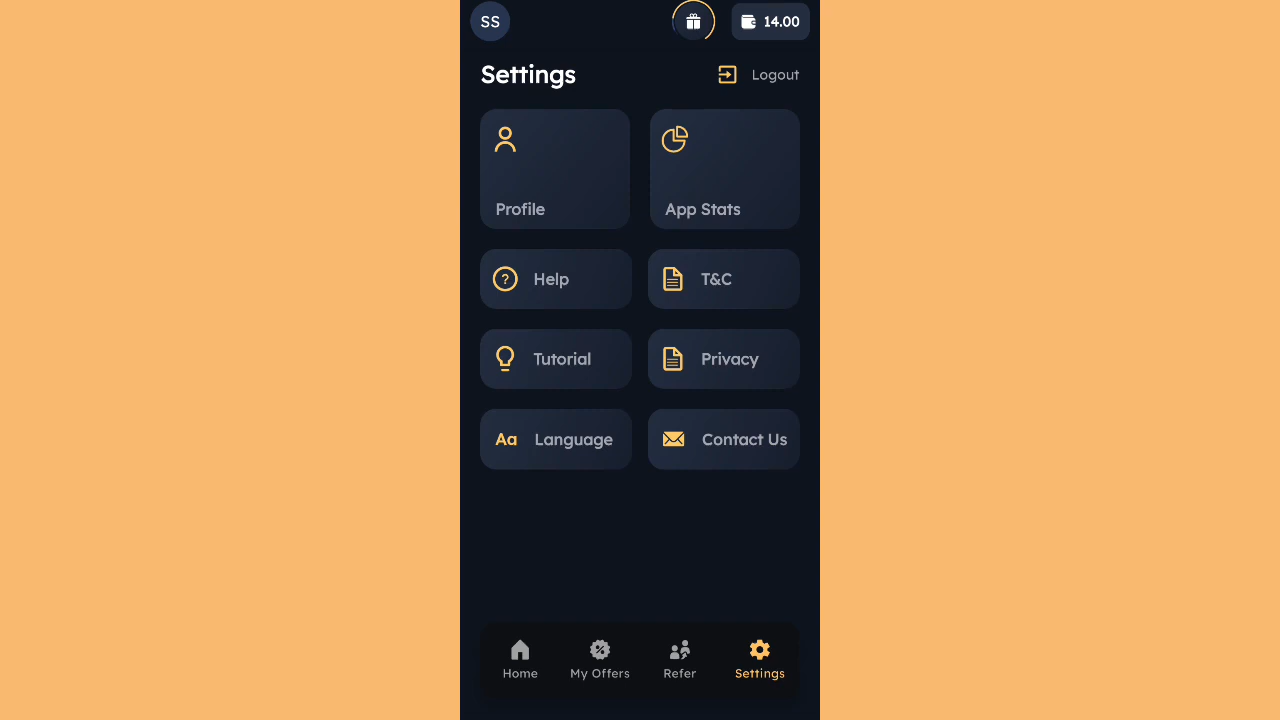 SS
14.00
Settings
Logout
Profile
App Stats
? Help
T&C
Tutorial
Privacy
Aa Language
Contact Us
Home
My Offers
Refer
Settings